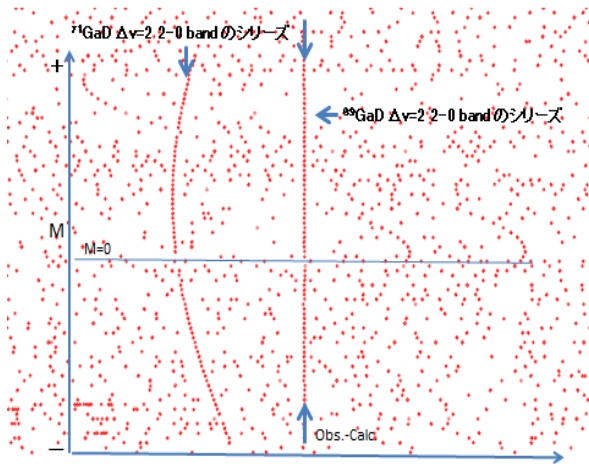 ⁷¹GaD Δv=2 2-0 bandのシリーズ
+
⁸⁹GaD Δv=2 2-0 bandのシリーズ
M
M=0
Obs.-Calc.
−